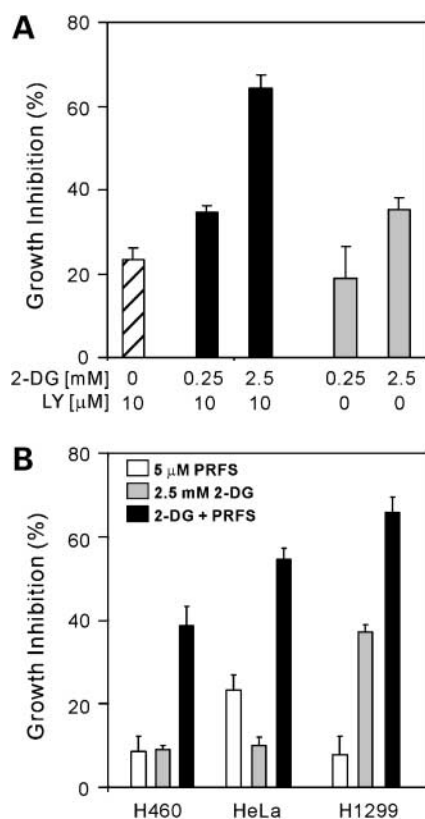 A
80
60
40
20
0
Growth Inhibition (%)
2-DG [mM] 0 0.25 2.5 0.25 2.5
LY [μM] 10 10 10 0 0
B
80
60
40
20
0
Growth Inhibition (%)
5 μM PRFS
2.5 mM 2-DG
2-DG + PRFS
H460 HeLa H1299